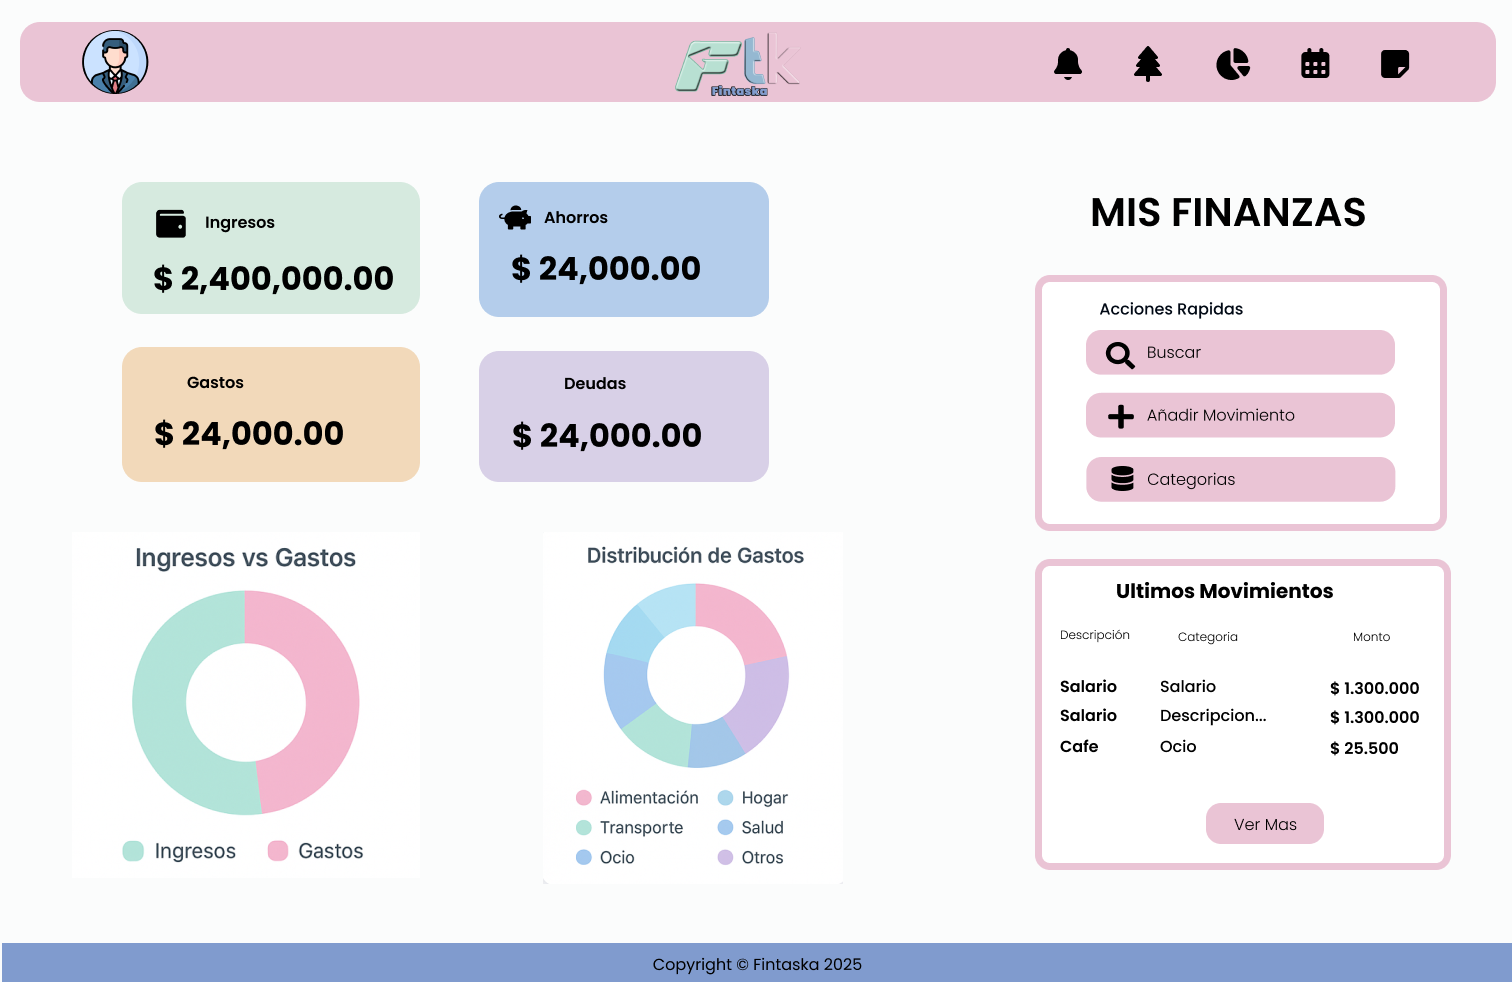 Ftk
Fintaska
Ingresos
$ 2,400,000.00
Ahorros
$ 24,000.00
Gastos
$ 24,000.00
Deudas
$ 24,000.00
Ingresos vs Gastos
Ingresos
Gastos
Distribución de Gastos
Alimentación
Hogar
Transporte
Salud
Ocio
Otros
MIS FINANZAS
Acciones Rapidas
Buscar
Añadir Movimiento
Categorias
Ultimos Movimientos
Descripción Categoria Monto
Salario Salario $ 1.300.000
Salario Descripcion... $ 1.300.000
Cafe Ocio $ 25.500
Ver Mas
Copyright © Fintaska 2025